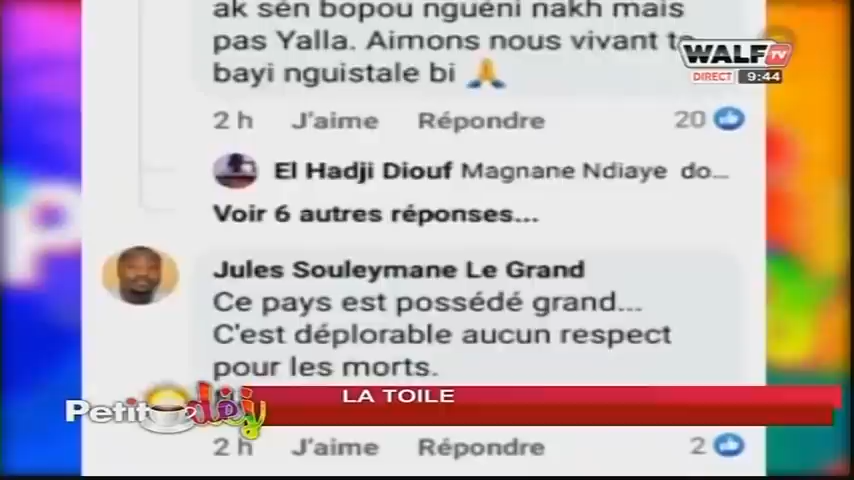 ak sèn bopou nguèni nakh mais
pas Yalla. Aimons nous vivant te
bayi nguistale bi 🙏
WALF TV
DIRECT 9:44
2 h J'aime Répondre 20
El Hadji Diouf Magnane Ndiaye do...
Voir 6 autres réponses...
Jules Souleymane Le Grand
Ce pays est possédé grand...
C'est déplorable aucun respect
pour les morts.
LA TOILE
Petit déj
2 h J'aime Répondre 2